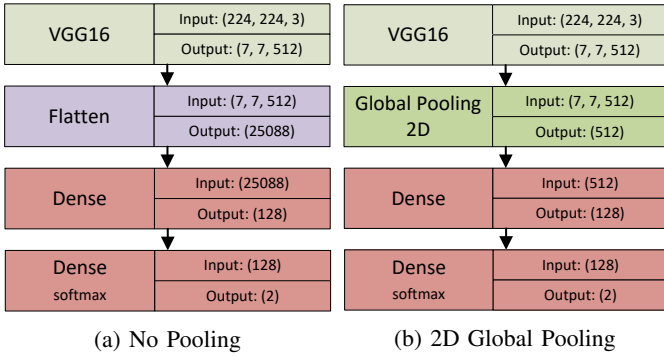 VGG16
Input: (224, 224, 3)
Output: (7, 7, 512)
Flatten
Input: (7, 7, 512)
Output: (25088)
Dense
Input: (25088)
Output: (128)
Dense
softmax
Input: (128)
Output: (2)
(a) No Pooling
VGG16
Input: (224, 224, 3)
Output: (7, 7, 512)
Global Pooling
2D
Input: (7, 7, 512)
Output: (512)
Dense
Input: (512)
Output: (128)
Dense
softmax
Input: (128)
Output: (2)
(b) 2D Global Pooling